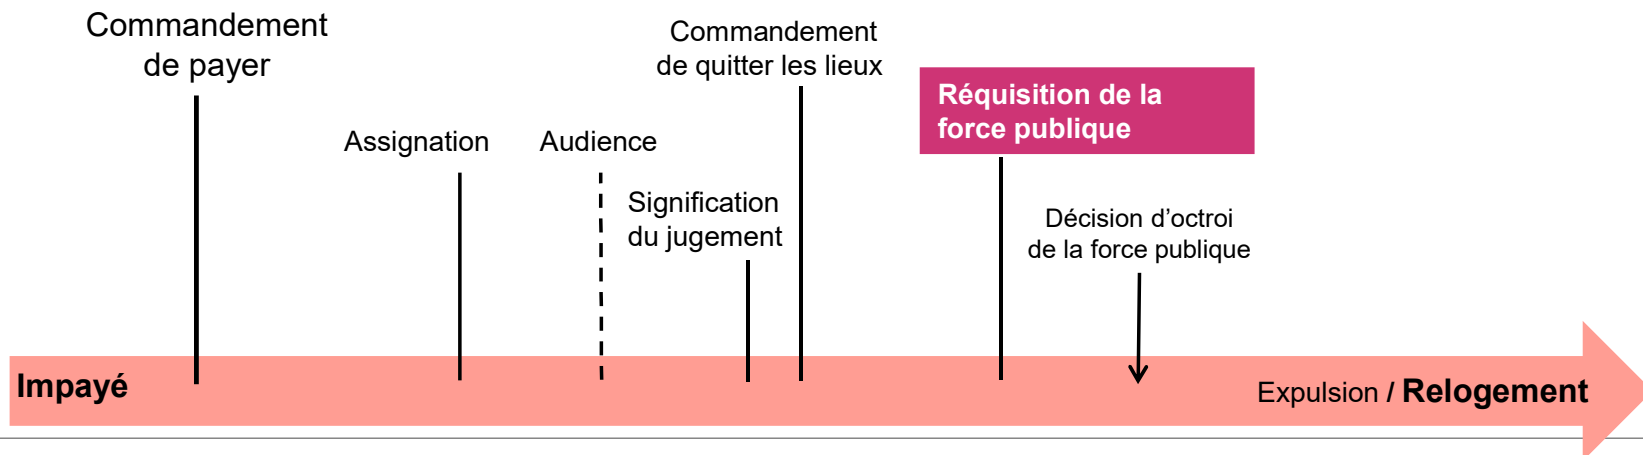 Commandement
de payer
Assignation
Audience
Signification
du jugement
Commandement
de quitter les lieux
Réquisition de la
force publique
Décision d’octroi
de la force publique
Impayé
Expulsion / Relogement